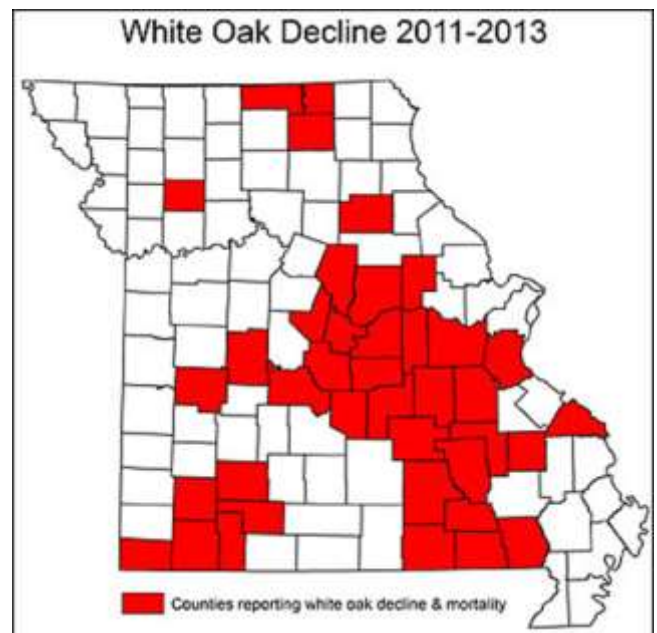 White Oak Decline 2011-2013
Counties reporting white oak decline & mortality